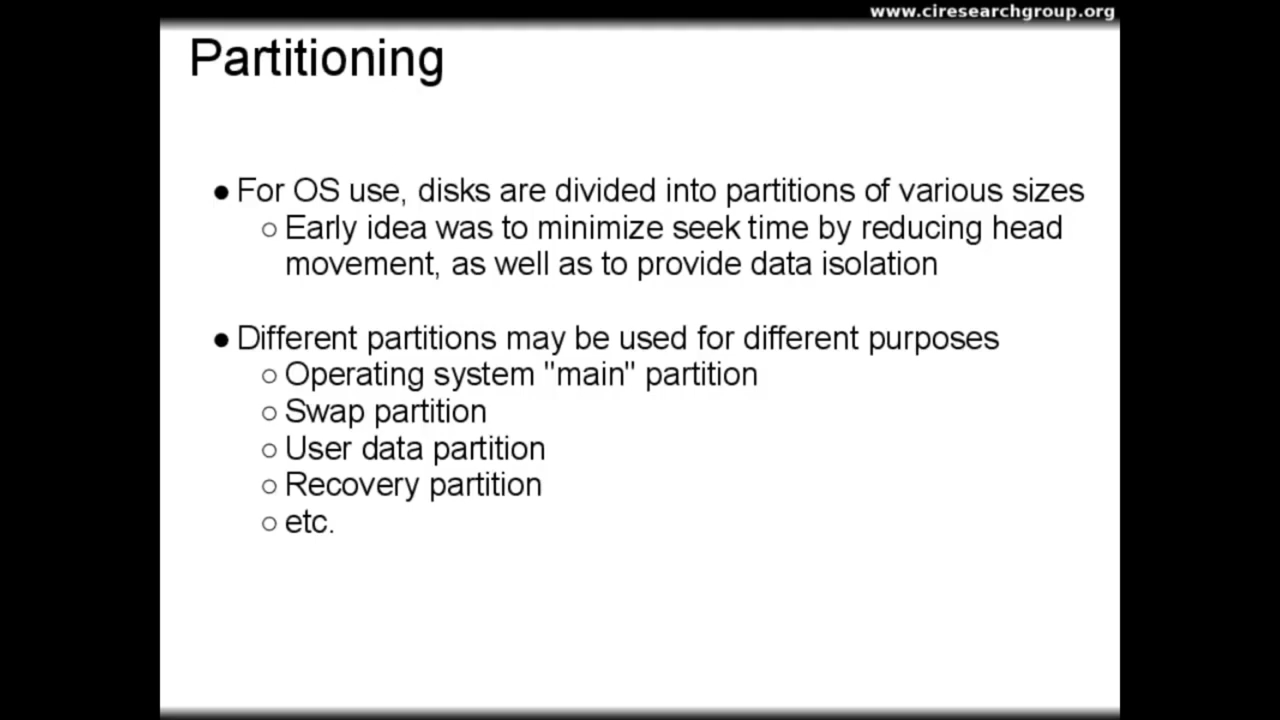 www.ciresearchgroup.org
Partitioning
● For OS use, disks are divided into partitions of various sizes
○ Early idea was to minimize seek time by reducing head
movement, as well as to provide data isolation
● Different partitions may be used for different purposes
○ Operating system "main" partition
○ Swap partition
○ User data partition
○ Recovery partition
○ etc.